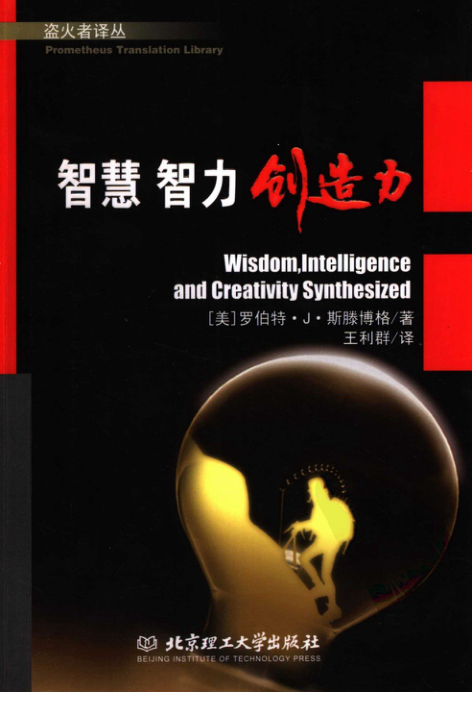 盗火者译丛
Prometheus Translation Library
智慧 智力 创造力
Wisdom,Intelligence
and Creativity Synthesized
[美]罗伯特·J·斯滕博格/著
王利群/译
北京理工大学出版社
BEIJING INSTITUTE OF TECHNOLOGY PRESS